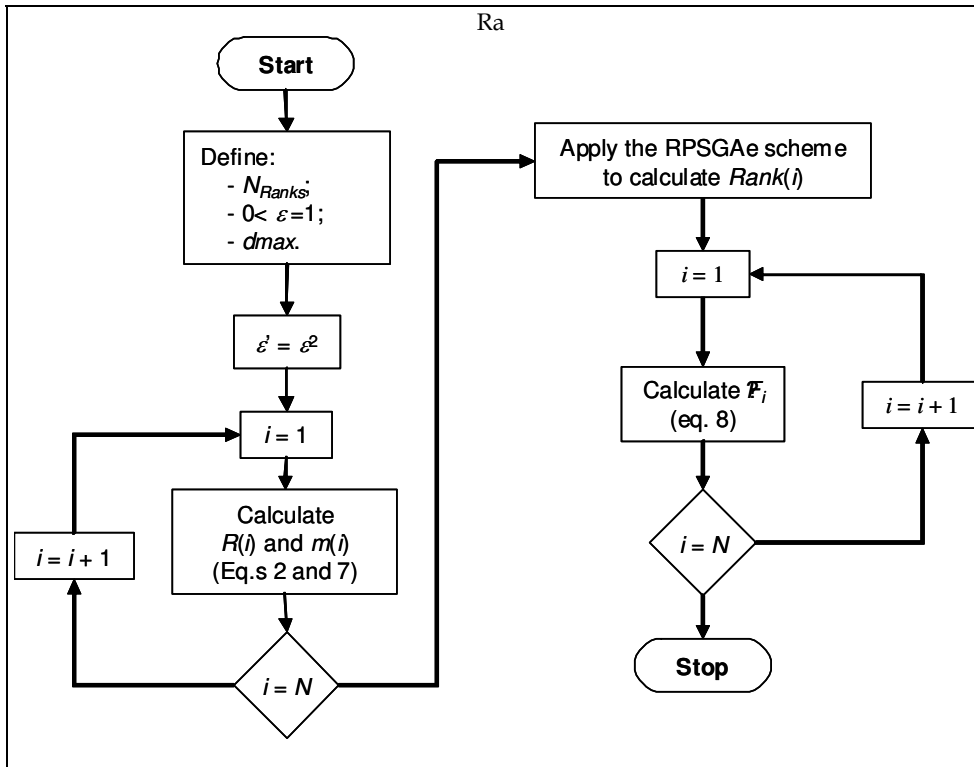 Ra
Start
Define:
- N_Ranks;
- 0< ε =1;
- dmax.
ε' = ε²
i = 1
Calculate
R(i) and m(i)
(Eq.s 2 and 7)
i = i + 1
i = N
Apply the RPSGAe scheme
to calculate Rank(i)
i = 1
Calculate F_i
(eq. 8)
i = i + 1
i = N
Stop